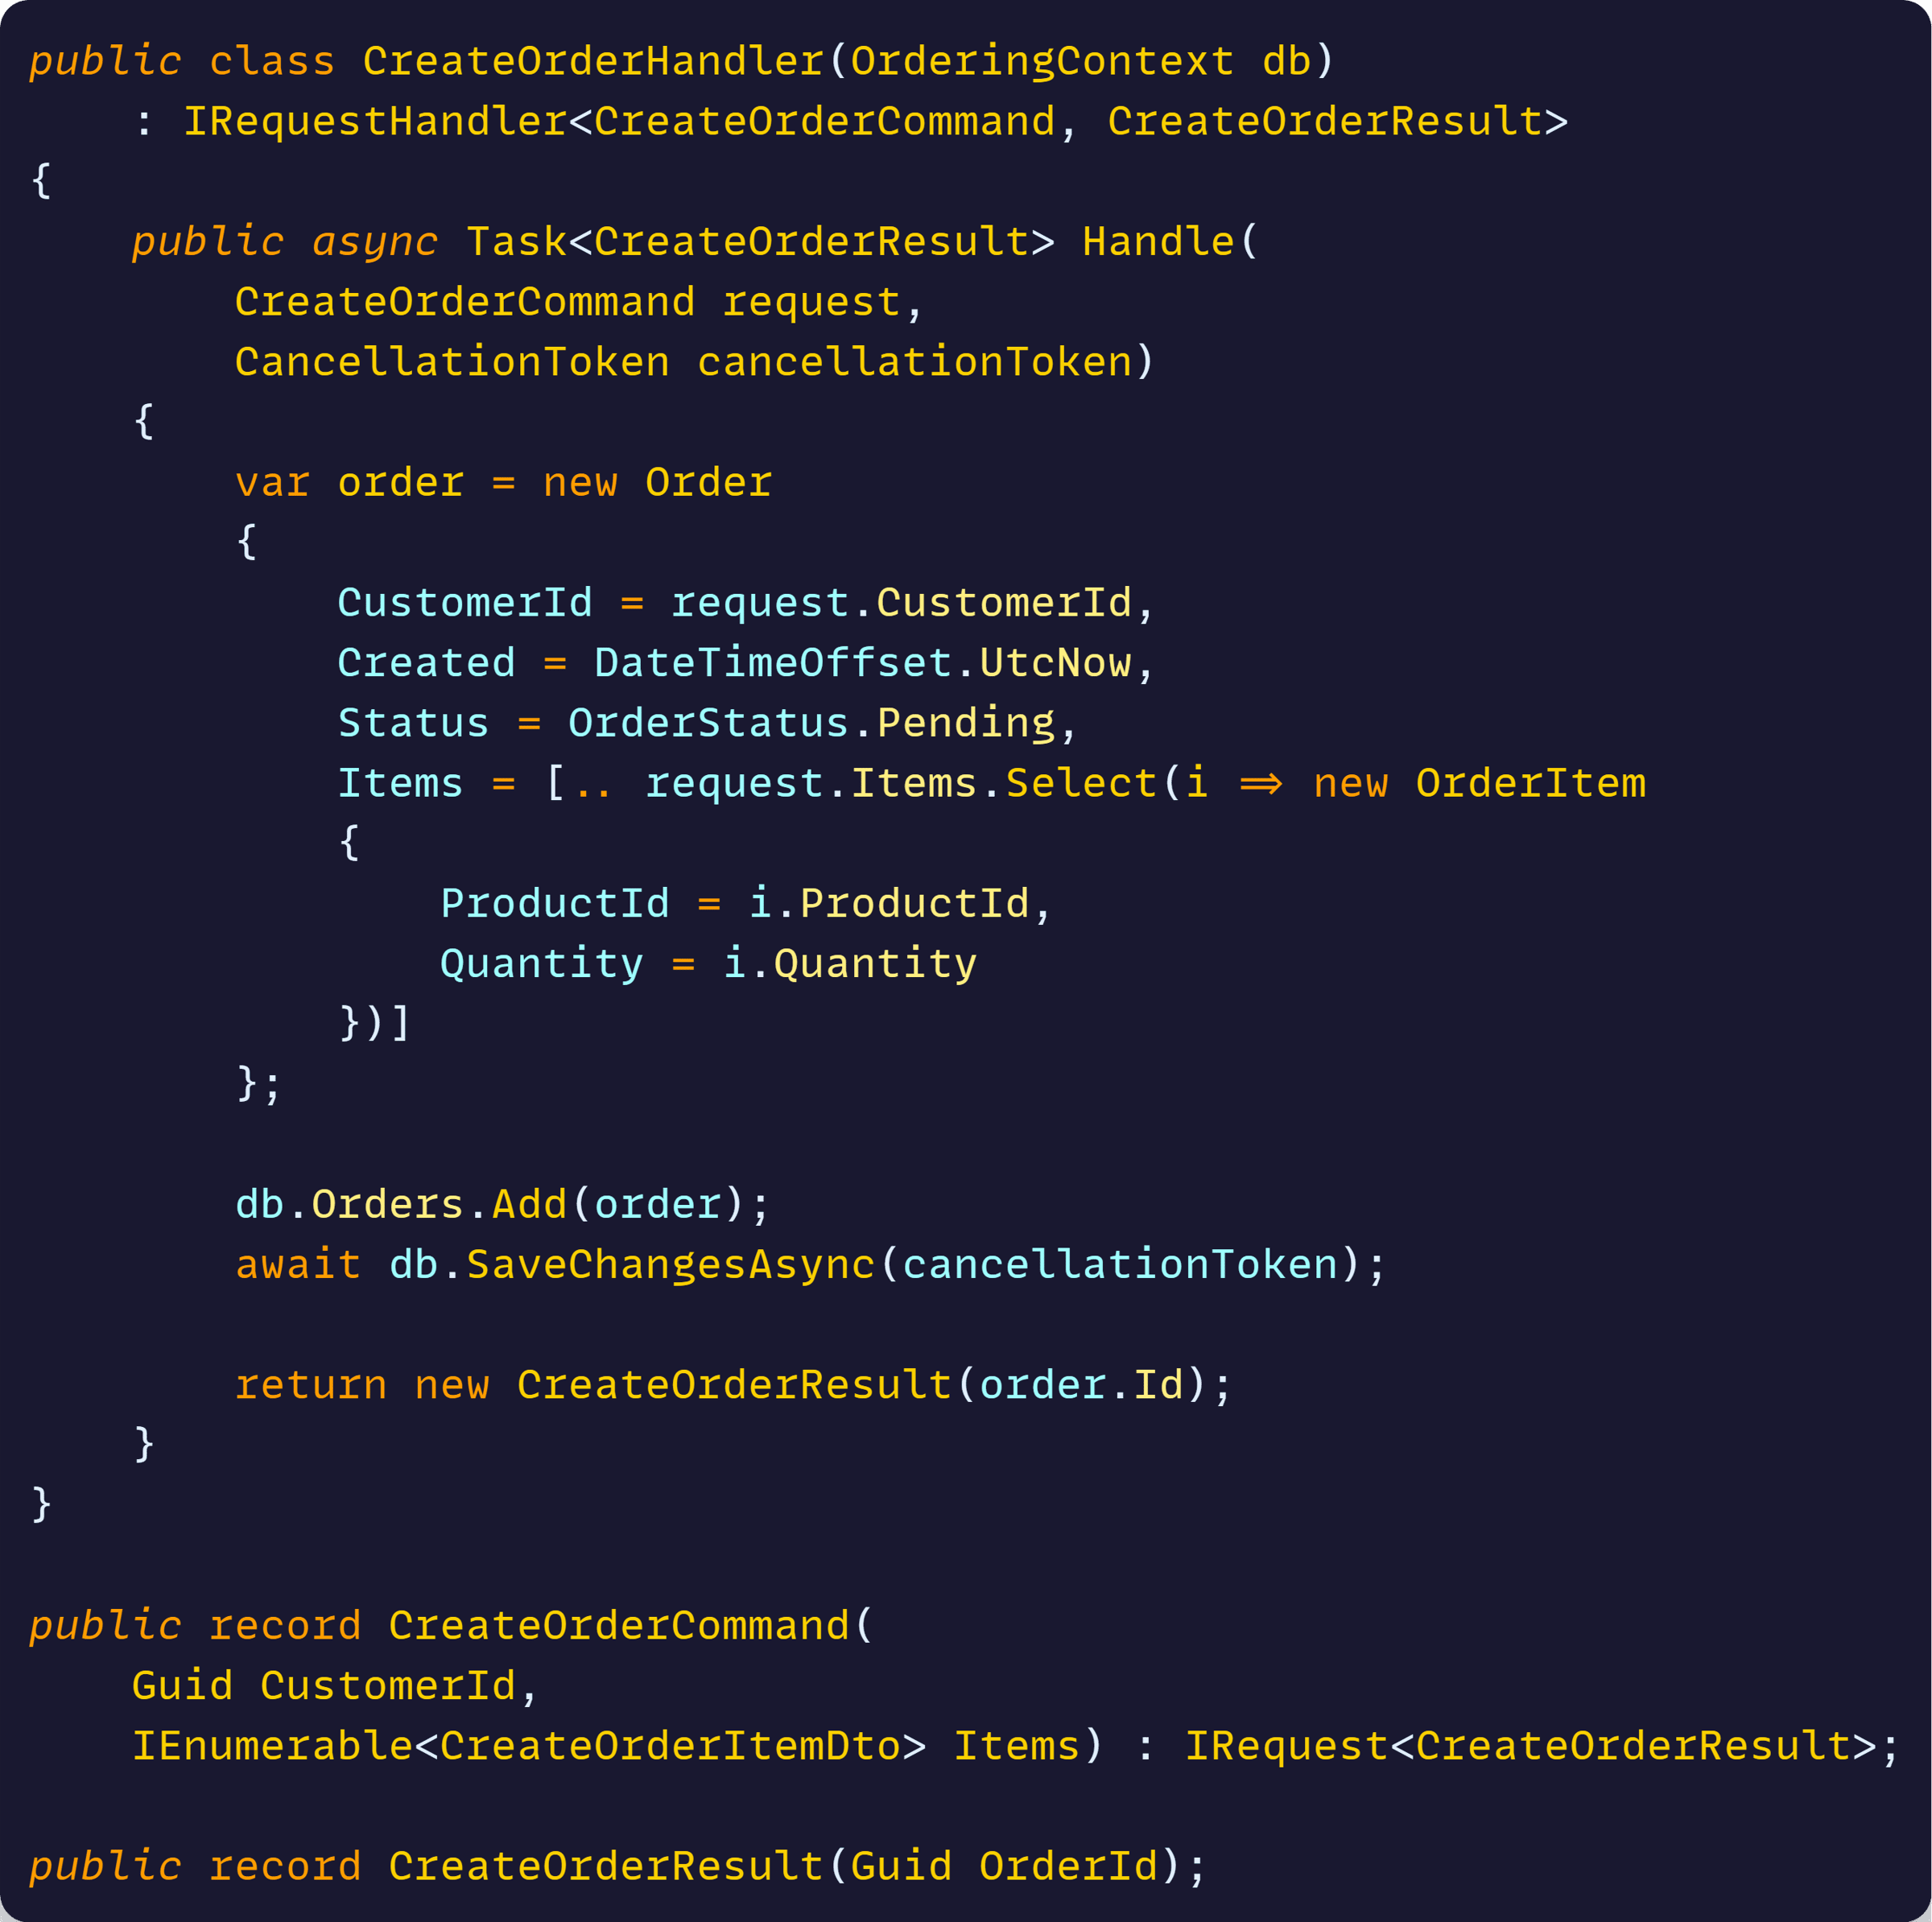 public class CreateOrderHandler(OrderingContext db)
    : IRequestHandler<CreateOrderCommand, CreateOrderResult>
{
    public async Task<CreateOrderResult> Handle(
        CreateOrderCommand request,
        CancellationToken cancellationToken)
    {
        var order = new Order
        {
            CustomerId = request.CustomerId,
            Created = DateTimeOffset.UtcNow,
            Status = OrderStatus.Pending,
            Items = [.. request.Items.Select(i => new OrderItem
            {
                ProductId = i.ProductId,
                Quantity = i.Quantity
            })]
        };

        db.Orders.Add(order);
        await db.SaveChangesAsync(cancellationToken);

        return new CreateOrderResult(order.Id);
    }
}

public record CreateOrderCommand(
    Guid CustomerId,
    IEnumerable<CreateOrderItemDto> Items) : IRequest<CreateOrderResult>;

public record CreateOrderResult(Guid OrderId);